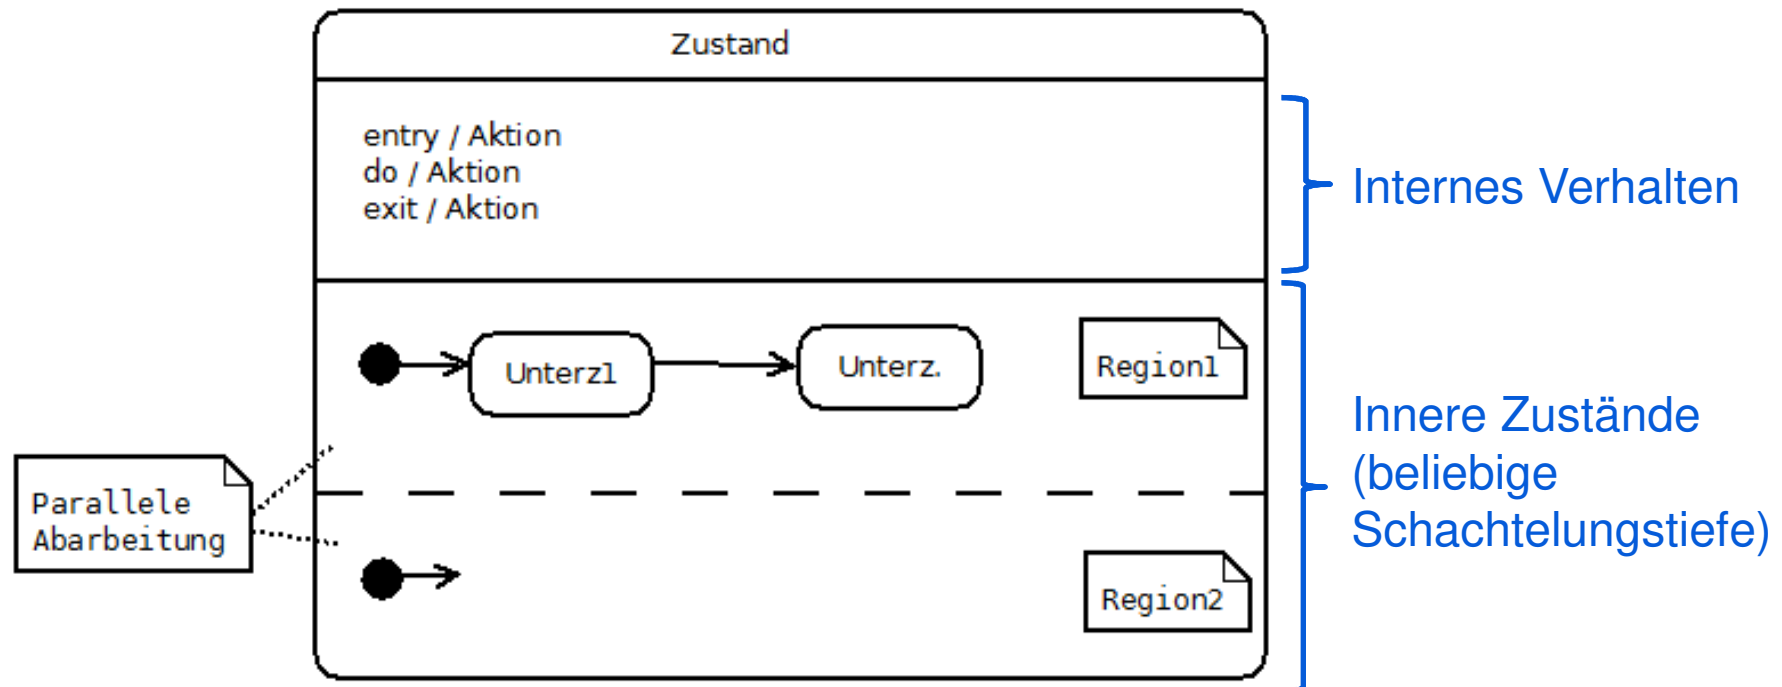 Zustand
entry / Aktion
do / Aktion
exit / Aktion
Internes Verhalten
Unterz1
Unterz.
Region1
Innere Zustände
(beliebige
Schachtelungstiefe)
Parallele
Abarbeitung
Region2